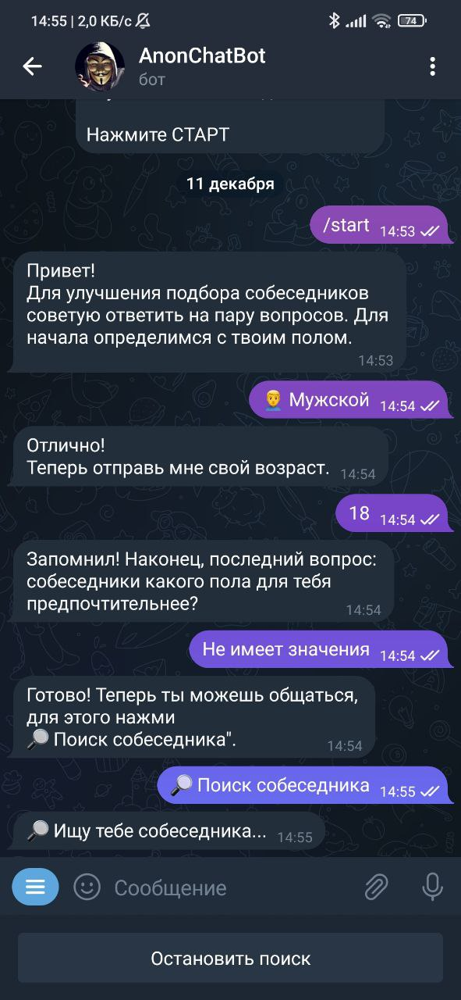 14:55 | 2,0 КБ/с
74
AnonChatBot
бот
Нажмите СТАРТ
11 декабря
/start 14:53
Привет!
Для улучшения подбора собеседников
советую ответить на пару вопросов. Для
начала определимся с твоим полом.
14:53
👨 Мужской 14:54
Отлично!
Теперь отправь мне свой возраст. 14:54
18 14:54
Запомнил! Наконец, последний вопрос:
собеседники какого пола для тебя
предпочтительнее? 14:54
Не имеет значения 14:54
Готово! Теперь ты можешь общаться,
для этого нажми
🔎 Поиск собеседника". 14:54
🔎 Поиск собеседника 14:55
🔎 Ищу тебе собеседника... 14:55
Сообщение
Остановить поиск